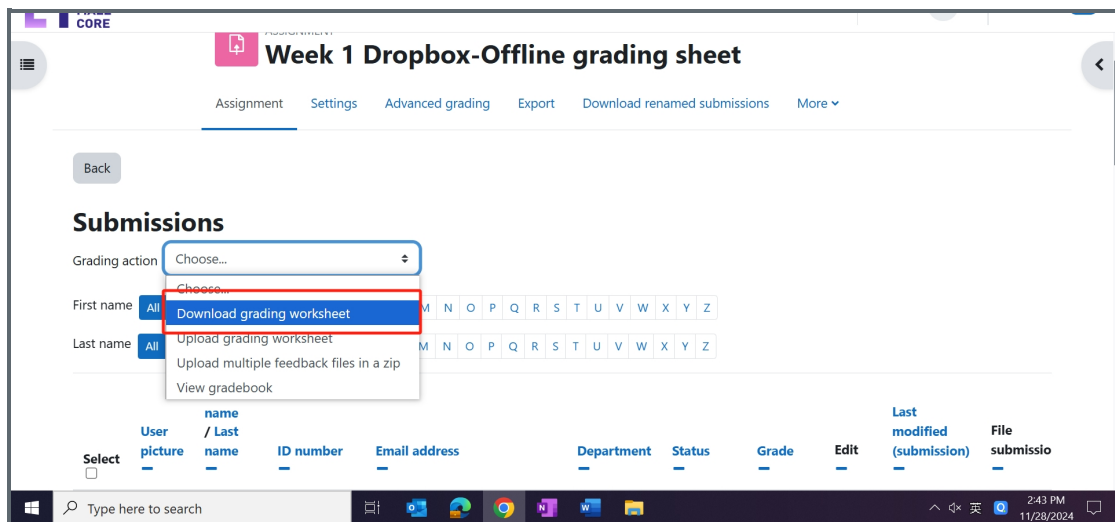 CORE
Week 1 Dropbox-Offline grading sheet
Assignment Settings Advanced grading Export Download renamed submissions More
Back
Submissions
Grading action Choose...
Choose...
First name All M N O P Q R S T U V W X Y Z
Download grading worksheet
Upload grading worksheet
Last name All M N O P Q R S T U V W X Y Z
Upload multiple feedback files in a zip
View gradebook
Select
User picture
name / Last name
ID number
Email address
Department
Status
Grade
Edit
Last modified (submission)
File submissio
Type here to search
英
2:43 PM
11/28/2024